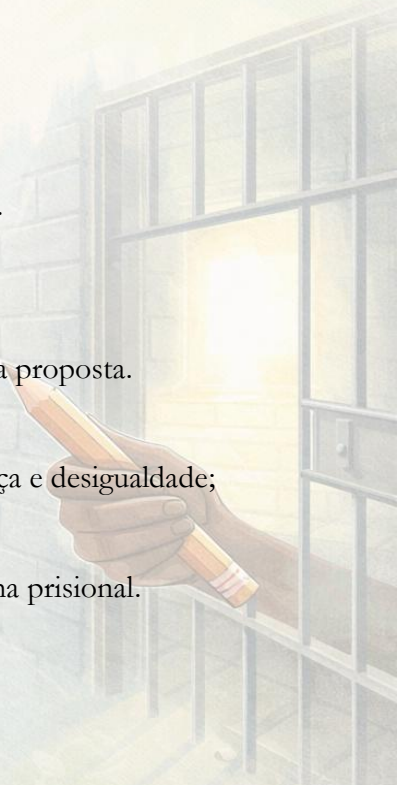 .
a proposta.
ça e desigualdade;
na prisional.